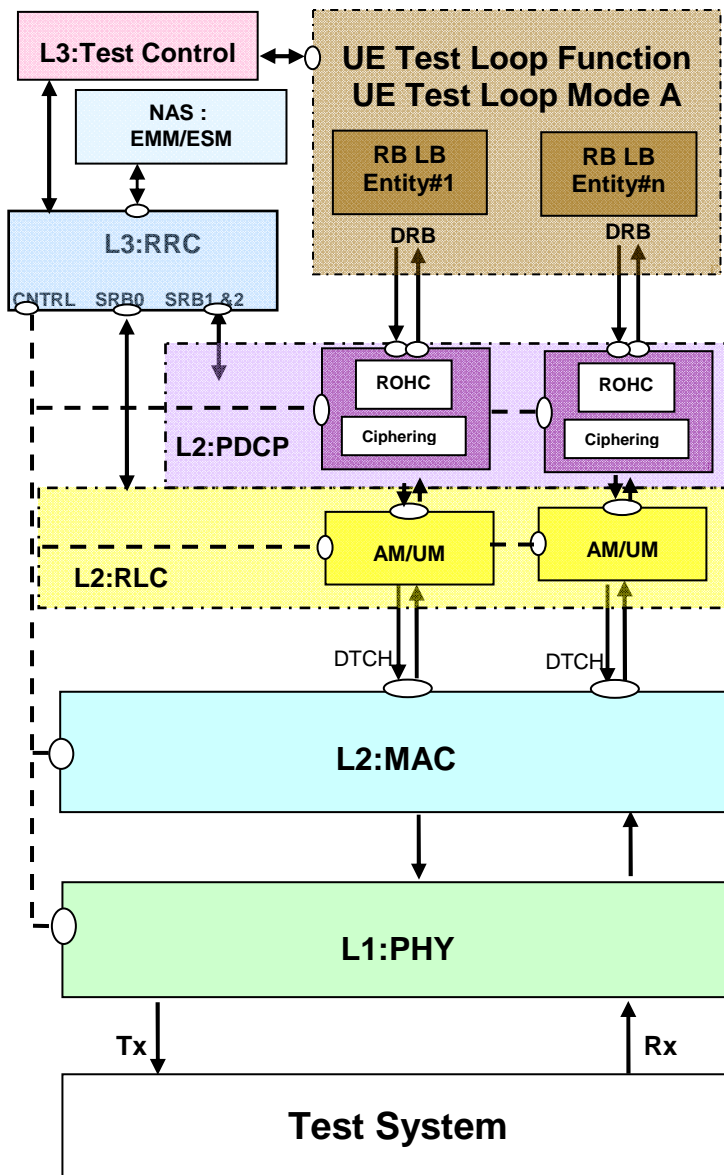 L3:Test Control
UE Test Loop Function
UE Test Loop Mode A
NAS :
EMM/ESM
RB LB
Entity#1
RB LB
Entity#n
DRB
DRB
L3:RRC
CNTRL SRB0 SRB1 &2
ROHC
ROHC
Ciphering
Ciphering
L2:PDCP
AM/UM
AM/UM
L2:RLC
DTCH
DTCH
L2:MAC
L1:PHY
Tx
Rx
Test System